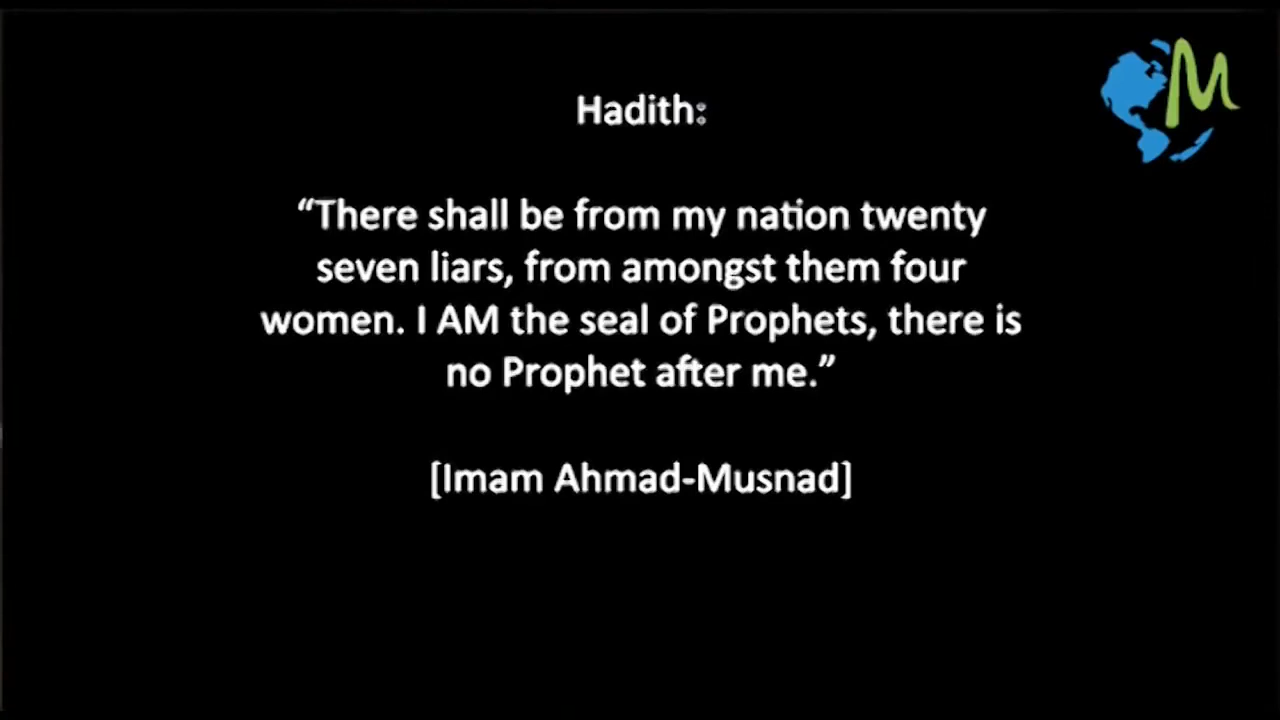 Hadith:
“There shall be from my nation twenty
seven liars, from amongst them four
women. I AM the seal of Prophets, there is
no Prophet after me.”
[Imam Ahmad-Musnad]
M